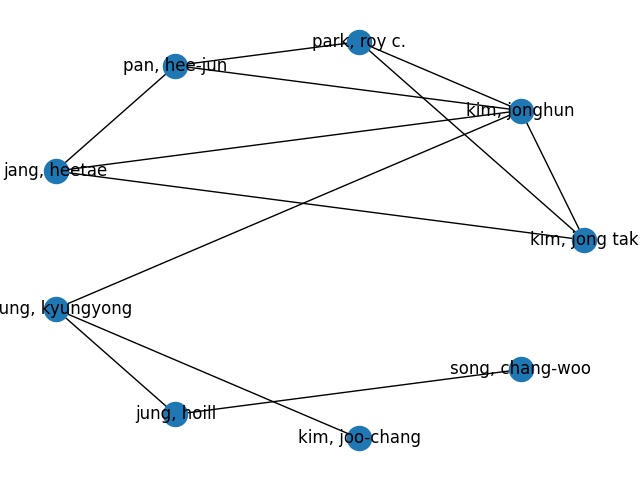 park, roy c.
pan, hee-jun
kim, jonghun
jang, heetae
kim, jong tak
ung, kyungyong
song, chang-woo
jung, hoill
kim, joo-chang